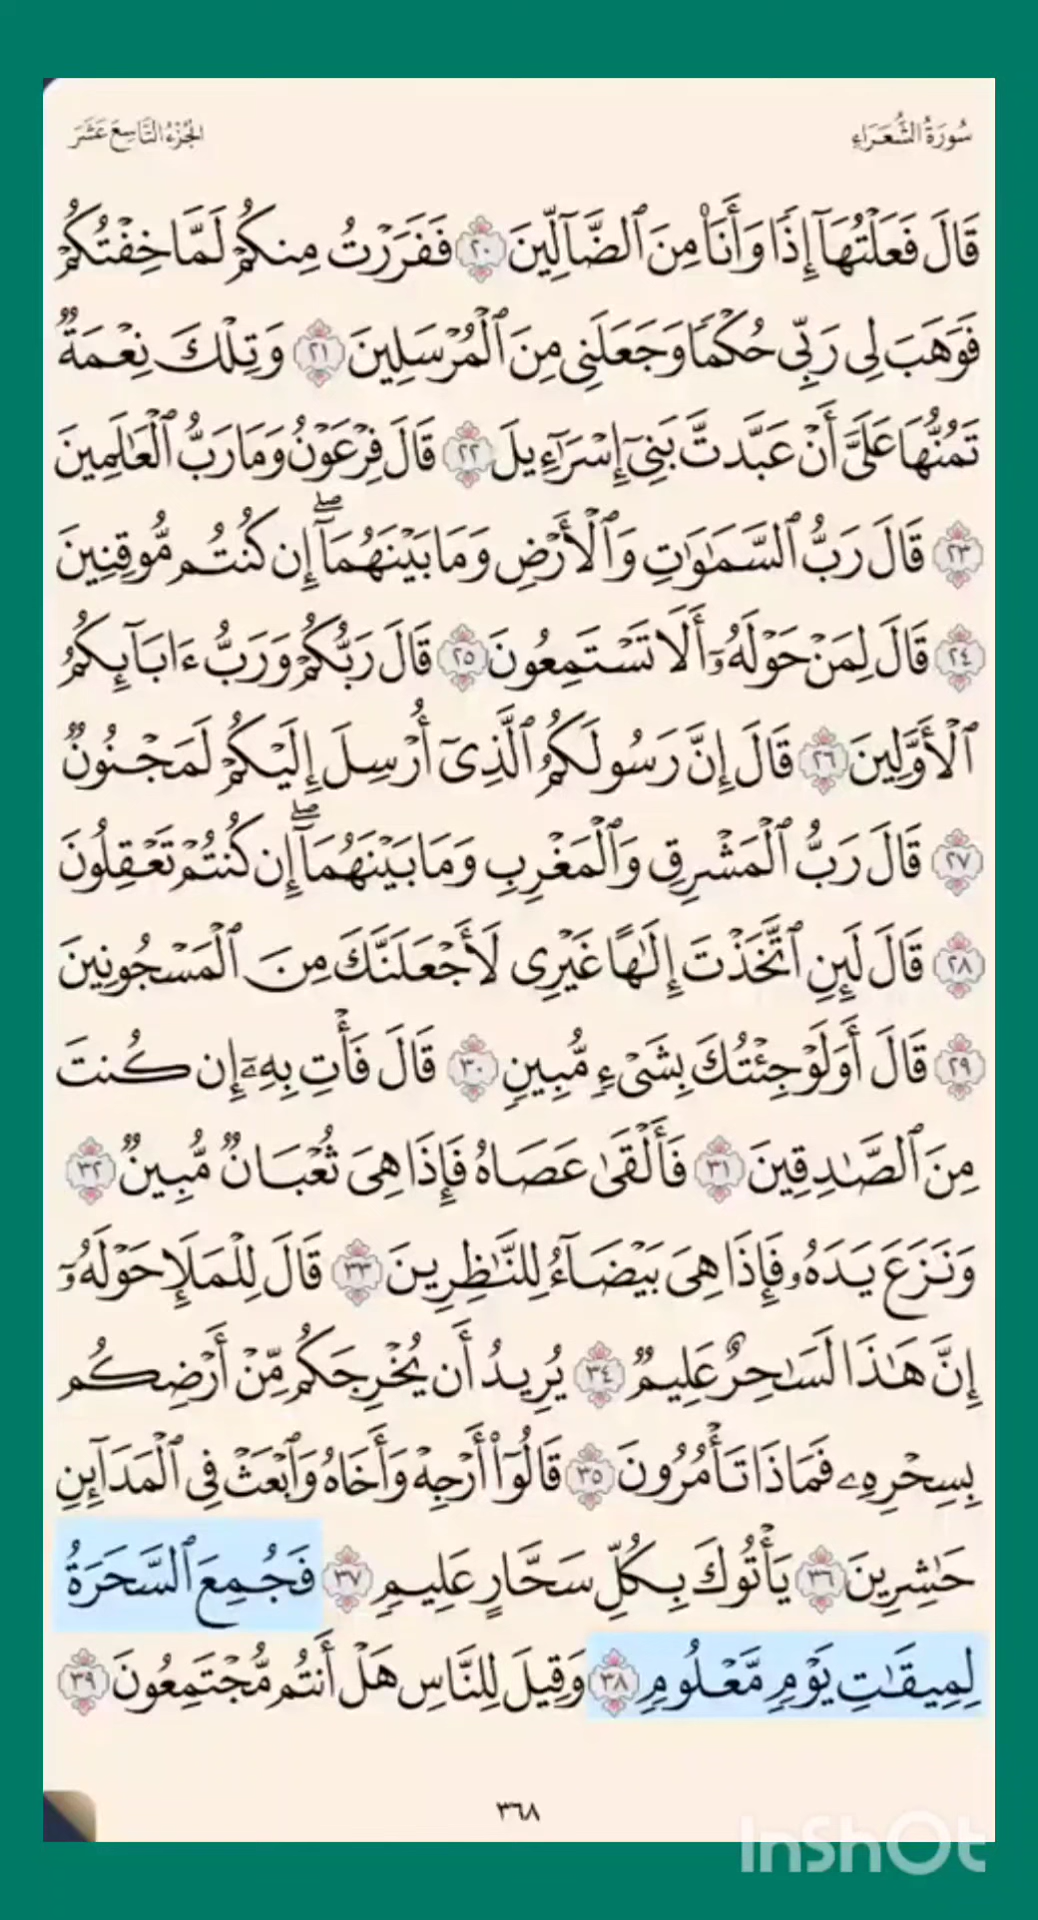 سُورَةُ الشُّعَرَاءِ
الجُزْءُ التَّاسِعَ عَشَرَ
قَالَ فَعَلْتُهَآ إِذًا وَأَنَا۠ مِنَ ٱلضَّآلِّينَ ٢٠ فَفَرَرْتُ مِنكُمْ لَمَّا خِفْتُكُمْ
فَوَهَبَ لِى رَبِّى حُكْمًا وَجَعَلَنِى مِنَ ٱلْمُرْسَلِينَ ٢١ وَتِلْكَ نِعْمَةٌ
تَمُنُّهَا عَلَىَّ أَنْ عَبَّدتَّ بَنِىٓ إِسْرَٰٓءِيلَ ٢٢ قَالَ فِرْعَوْنُ وَمَا رَبُّ ٱلْعَٰلَمِينَ
٢٣ قَالَ رَبُّ ٱلسَّمَٰوَٰتِ وَٱلْأَرْضِ وَمَا بَيْنَهُمَآ ۖ إِن كُنتُم مُّوقِنِينَ
٢٤ قَالَ لِمَنْ حَوْلَهُۥٓ أَلَا تَسْتَمِعُونَ ٢٥ قَالَ رَبُّكُمْ وَرَبُّ ءَابَآئِكُمُ
ٱلْأَوَّلِينَ ٢٦ قَالَ إِنَّ رَسُولَكُمُ ٱلَّذِىٓ أُرْسِلَ إِلَيْكُمْ لَمَجْنُونٌ
٢٧ قَالَ رَبُّ ٱلْمَشْرِقِ وَٱلْمَغْرِبِ وَمَا بَيْنَهُمَآ ۖ إِن كُنتُمْ تَعْقِلُونَ
٢٨ قَالَ لَئِنِ ٱتَّخَذْتَ إِلَٰهًا غَيْرِى لَأَجْعَلَنَّكَ مِنَ ٱلْمَسْجُونِينَ
٢٩ قَالَ أَوَلَوْ جِئْتُكَ بِشَىْءٍ مُّبِينٍ ٣٠ قَالَ فَأْتِ بِهِۦٓ إِن كُنتَ
مِنَ ٱلصَّٰدِقِينَ ٣١ فَأَلْقَىٰ عَصَاهُ فَإِذَا هِىَ ثُعْبَانٌ مُّبِينٌ ٣٢
وَنَزَعَ يَدَهُۥ فَإِذَا هِىَ بَيْضَآءُ لِلنَّٰظِرِينَ ٣٣ قَالَ لِلْمَلَإِ حَوْلَهُۥٓ
إِنَّ هَٰذَا لَسَٰحِرٌ عَلِيمٌ ٣٤ يُرِيدُ أَن يُخْرِجَكُم مِّنْ أَرْضِكُم
بِسِحْرِهِۦ فَمَاذَا تَأْمُرُونَ ٣٥ قَالُوٓا۟ أَرْجِهْ وَأَخَاهُ وَٱبْعَثْ فِى ٱلْمَدَآئِنِ
حَٰشِرِينَ ٣٦ يَأْتُوكَ بِكُلِّ سَحَّارٍ عَلِيمٍ ٣٧ فَجُمِعَ ٱلسَّحَرَةُ
لِمِيقَٰتِ يَوْمٍ مَّعْلُومٍ ٣٨ وَقِيلَ لِلنَّاسِ هَلْ أَنتُم مُّجْتَمِعُونَ ٣٩
٣٦٨
InShOt